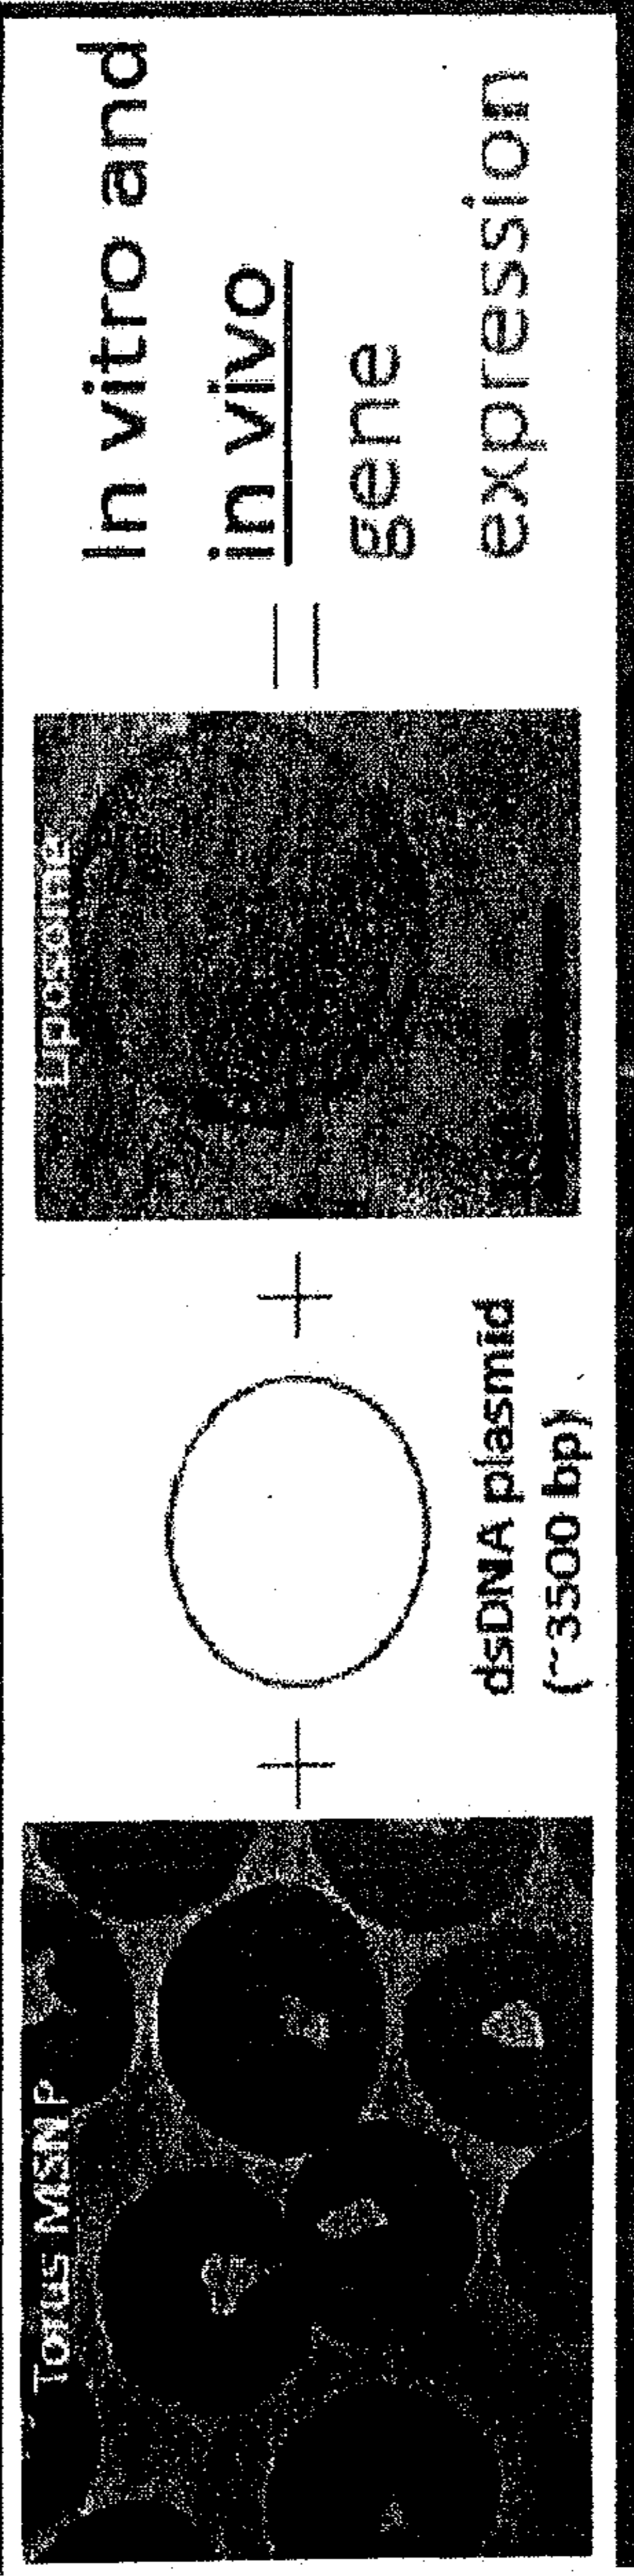 Torus MSNP
+
dsDNA plasmid
(~3500 bp)
+
Liposome
=
In vitro and
in vivo
gene
expression